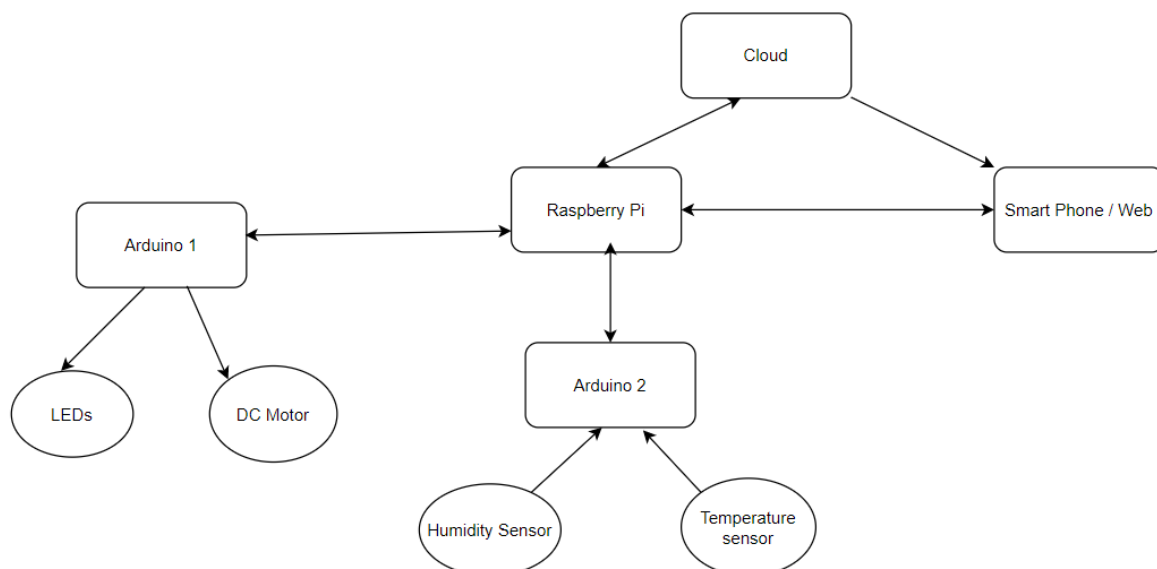 Cloud
Raspberry Pi
Smart Phone / Web
Arduino 1
Arduino 2
LEDs
DC Motor
Humidity Sensor
Temperature
sensor